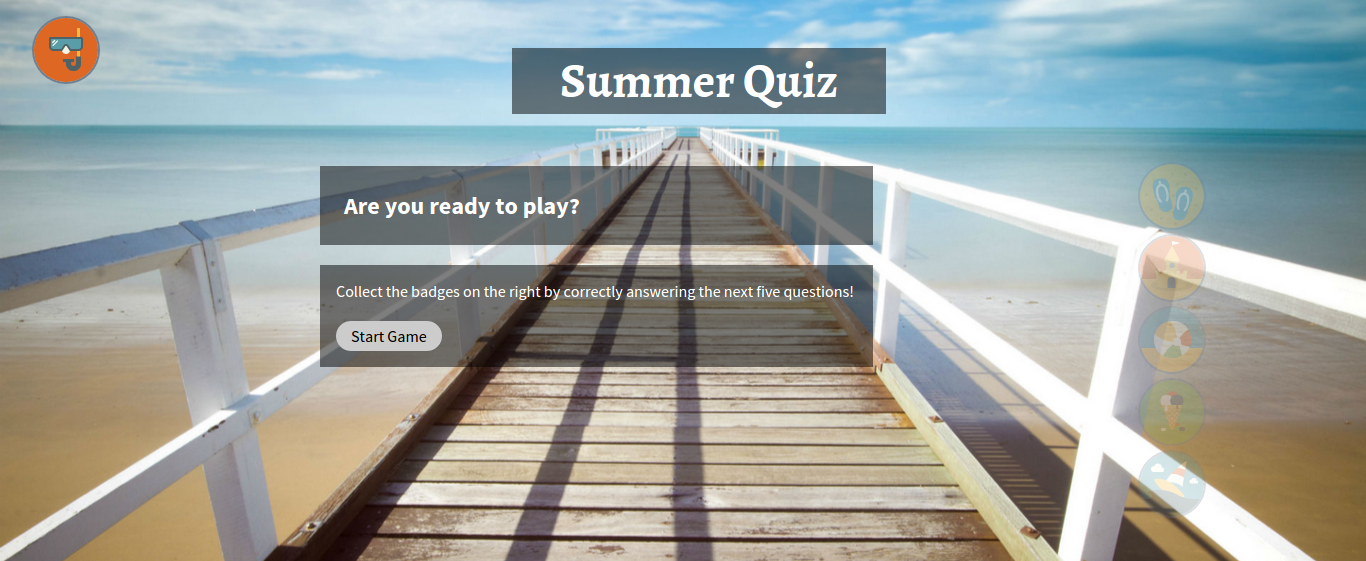 Summer Quiz
Are you ready to play?
Collect the badges on the right by correctly answering the next five questions!
Start Game